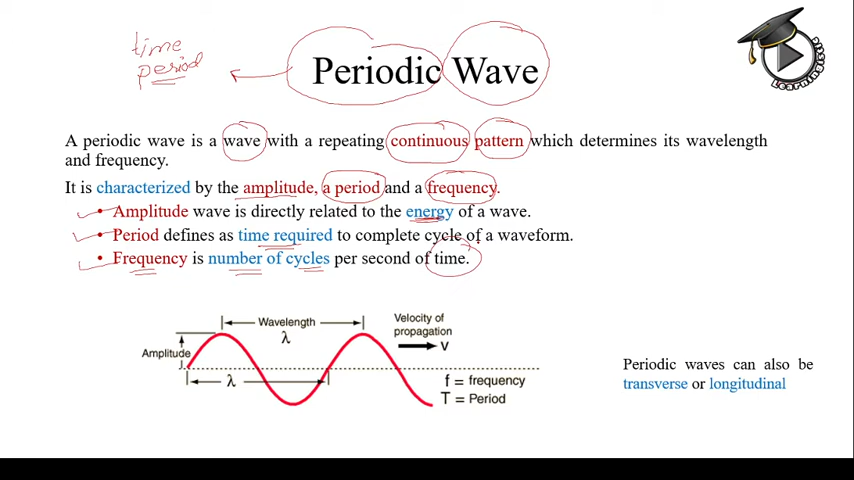 time
period
Periodic Wave
Learning
A periodic wave is a wave with a repeating continuous pattern which determines its wavelength
and frequency.
It is characterized by the amplitude, a period and a frequency.
• Amplitude wave is directly related to the energy of a wave.
• Period defines as time required to complete cycle of a waveform.
• Frequency is number of cycles per second of time.
Wavelength
λ
Velocity of
propagation
v
Amplitude
λ
f = frequency
T = Period
Periodic waves can also be
transverse or longitudinal